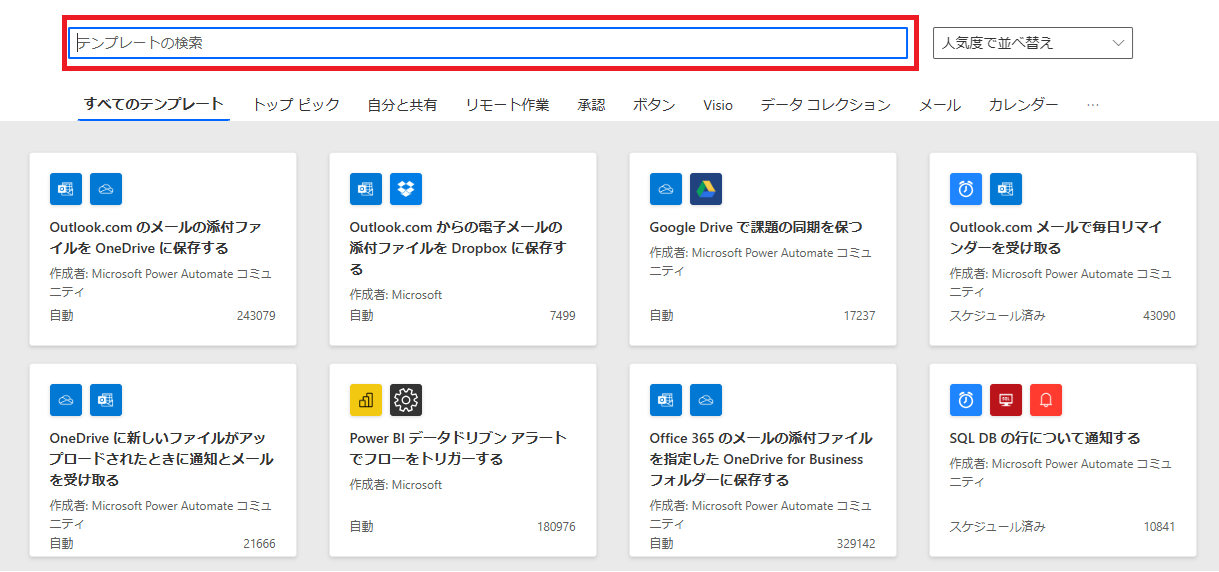 テンプレートの検索
人気度で並べ替え
すべてのテンプレート トップ ピック 自分と共有 リモート作業 承認 ボタン Visio データ コレクション メール カレンダー ...
Outlook.com のメールの添付ファ
イルを OneDrive に保存する
作成者: Microsoft Power Automate コミュ
ニティ
自動 243079
Outlook.com からの電子メールの
添付ファイルを Dropbox に保存す
る
作成者: Microsoft
自動 7499
Google Drive で課題の同期を保つ
作成者: Microsoft Power Automate コミュ
ニティ
自動 17237
Outlook.com メールで毎日リマイ
ンダーを受け取る
作成者: Microsoft Power Automate コミュ
ニティ
スケジュール済み 43090
OneDrive に新しいファイルがアッ
プロードされたときに通知とメール
を受け取る
作成者: Microsoft Power Automate コミュ
ニティ
自動 21666
Power BI データドリブン アラート
でフローをトリガーする
作成者: Microsoft
自動 180976
Office 365 のメールの添付ファイル
を指定した OneDrive for Business
フォルダーに保存する
作成者: Microsoft Power Automate コミュ
ニティ
自動 329142
SQL DB の行について通知する
作成者: Microsoft Power Automate コミュ
ニティ
スケジュール済み 10841